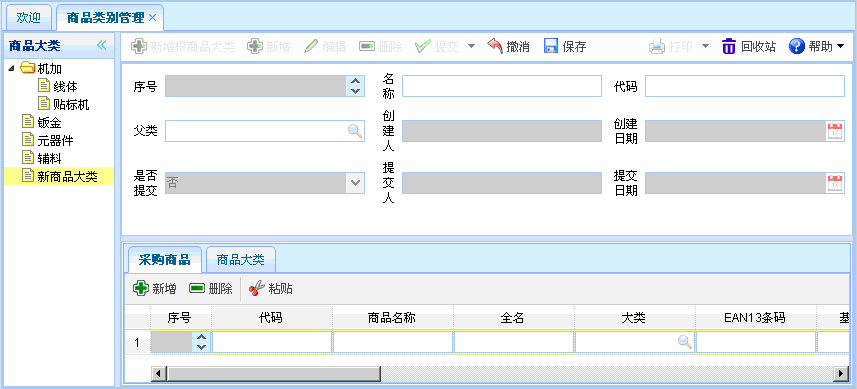 欢迎 商品类别管理
商品大类
新增根商品大类 新增 编辑 删除 提交 撤消 保存 打印 回收站 帮助
机加
线体
贴标机
钣金
元器件
辅料
新商品大类
序号 名称 代码
父类 创建人 创建日期
是否提交 否 提交人 提交日期
采购商品 商品大类
新增 删除 粘贴
序号 代码 商品名称 全名 大类 EAN13条码 基
1